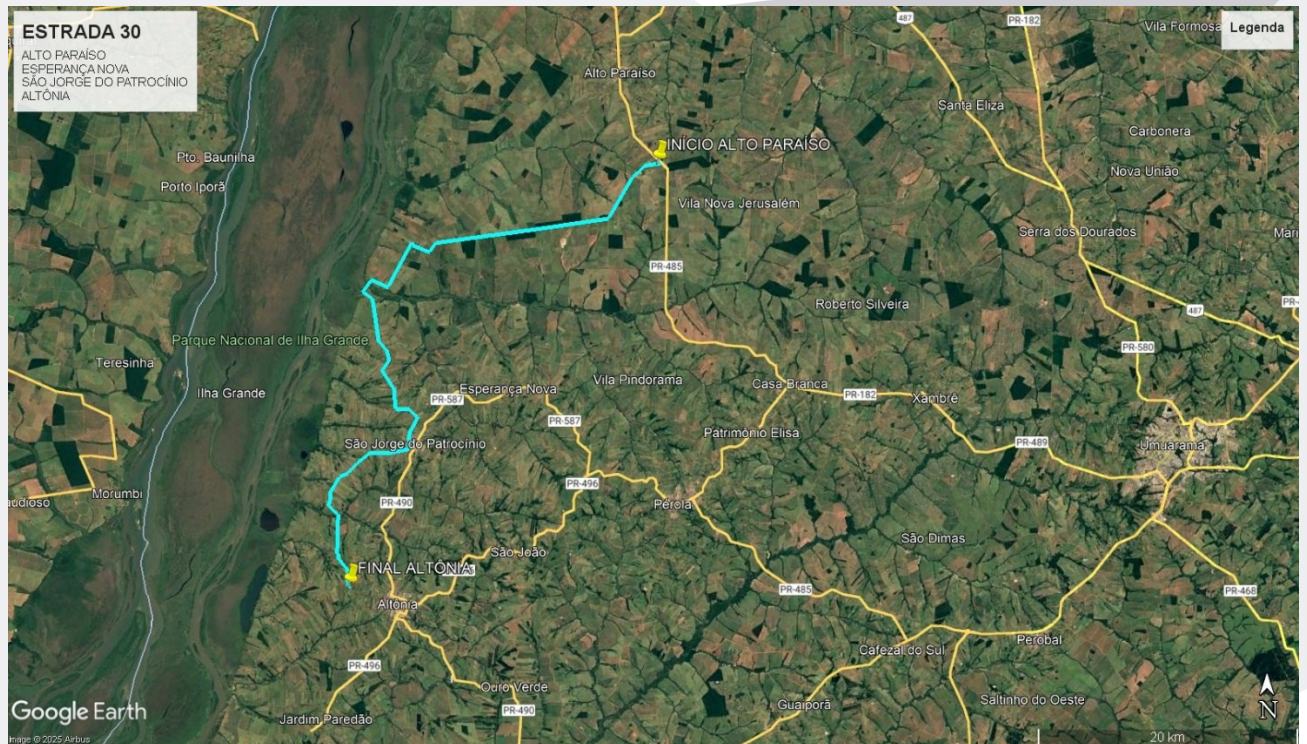 ESTRADA 30
ALTO PARAÍSO
ESPERANÇA NOVA
SÃO JORGE DO PATROCÍNIO
ALTÔNIA
487
PR-182
Vila Formosa
Legenda
Alto Paraíso
Santa Eliza
Carbonera
Pto. Baunilha
INÍCIO ALTO PARAÍSO
Nova União
Porto Iporã
Vila Nova Jerusalém
Serra dos Dourados
PR-485
Roberto Silveira
487
Parque Nacional de Ilha Grande
PR-580
Teresinha
Ilha Grande
Esperança Nova
Vila Pindorama
Casa Branca
PR-587
PR-182
Xambrê
PR-587
São Jorge do Patrocínio
Patrimônio Elisa
PR-489
Umuarama
PR-496
Morumbi
PR-490
Pérola
São João
São Dimas
FINAL ALTÔNIA
PR-485
PR-468
Altônia
Perobal
Cafezal do Sul
PR-496
Ouro Verde
Saltinho do Oeste
Guaiporã
PR-490
Jardim Paredão
N
Google Earth
Image © 2025 Airbus
20 km